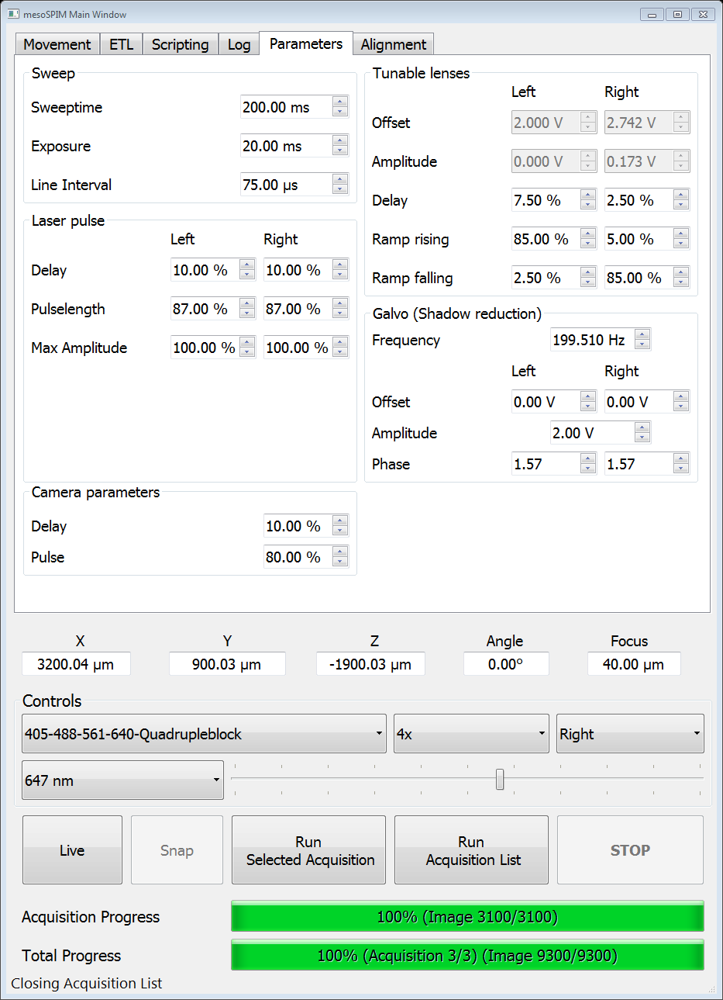 mesoSPIM Main Window
Movement ETL Scripting Log Parameters Alignment
Sweep
Sweeptime 200.00 ms
Exposure 20.00 ms
Line Interval 75.00 µs
Laser pulse
Left Right
Delay 10.00 % 10.00 %
Pulselength 87.00 % 87.00 %
Max Amplitude 100.00 % 100.00 %
Camera parameters
Delay 10.00 %
Pulse 80.00 %
Tunable lenses
Left Right
Offset 2.000 V 2.742 V
Amplitude 0.000 V 0.173 V
Delay 7.50 % 2.50 %
Ramp rising 85.00 % 5.00 %
Ramp falling 2.50 % 85.00 %
Galvo (Shadow reduction)
Frequency 199.510 Hz
Left Right
Offset 0.00 V 0.00 V
Amplitude 2.00 V
Phase 1.57 1.57
X Y Z Angle Focus
3200.04 µm 900.03 µm -1900.03 µm 0.00° 40.00 µm
Controls
405-488-561-640-Quadrupleblock 4x Right
647 nm
Live Snap Run Selected Acquisition Run Acquisition List STOP
Acquisition Progress 100% (Image 3100/3100)
Total Progress 100% (Acquisition 3/3) (Image 9300/9300)
Closing Acquisition List